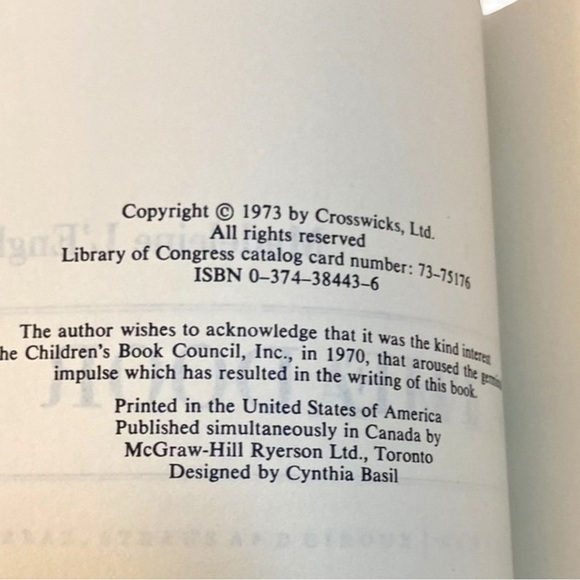 Copyright © 1973 by Crosswicks, Ltd.
All rights reserved
Library of Congress catalog card number: 73-75176
ISBN 0-374-38443-6
The author wishes to acknowledge that it was the kind interest
he Children's Book Council, Inc., in 1970, that aroused the
impulse which has resulted in the writing of this book.
Printed in the United States of America
Published simultaneously in Canada by
McGraw-Hill Ryerson Ltd., Toronto
Designed by Cynthia Basil